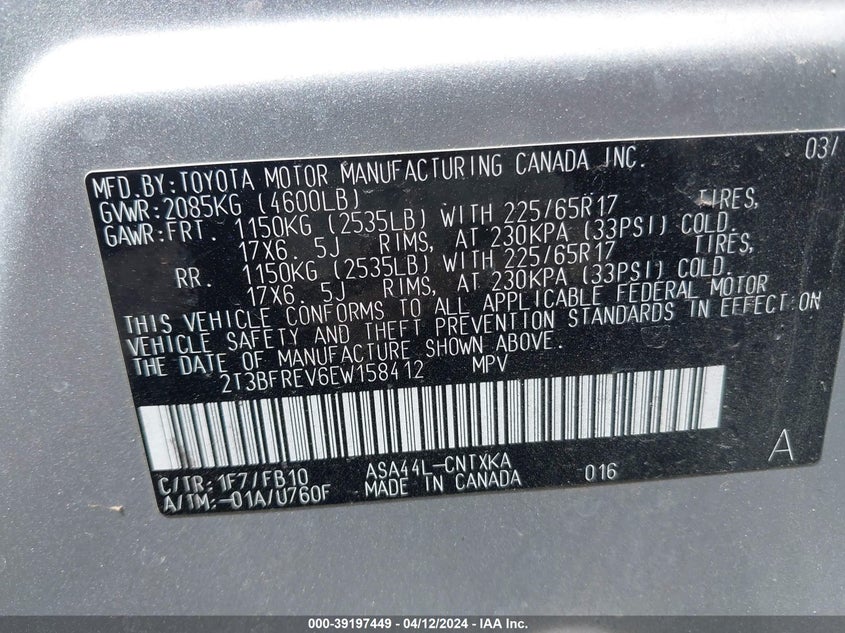 MFD.BY:TOYOTA MOTOR MANUFACTURING CANADA INC. 03/
GVWR:2085KG (4600LB)
GAWR:FRT. 1150KG (2535LB) WITH 225/65R17 TIRES,
17X6. 5J RIMS, AT 230KPA (33PSI) COLD.
RR. 1150KG (2535LB) WITH 225/65R17 TIRES,
17X6. 5J RIMS, AT 230KPA (33PSI) COLD.
THIS VEHICLE CONFORMS TO ALL APPLICABLE FEDERAL MOTOR
VEHICLE SAFETY AND THEFT PREVENTION STANDARDS IN EFFECT ON
THE DATE OF MANUFACTURE SHOWN ABOVE.
2T3BFREV6EW158412 MPV
C/TR:1F7/FB10 ASA44L-CNTXKA 016 A
A/TM:-01A/U760F MADE IN CANADA
000-39197449 - 04/12/2024 - IAA Inc.